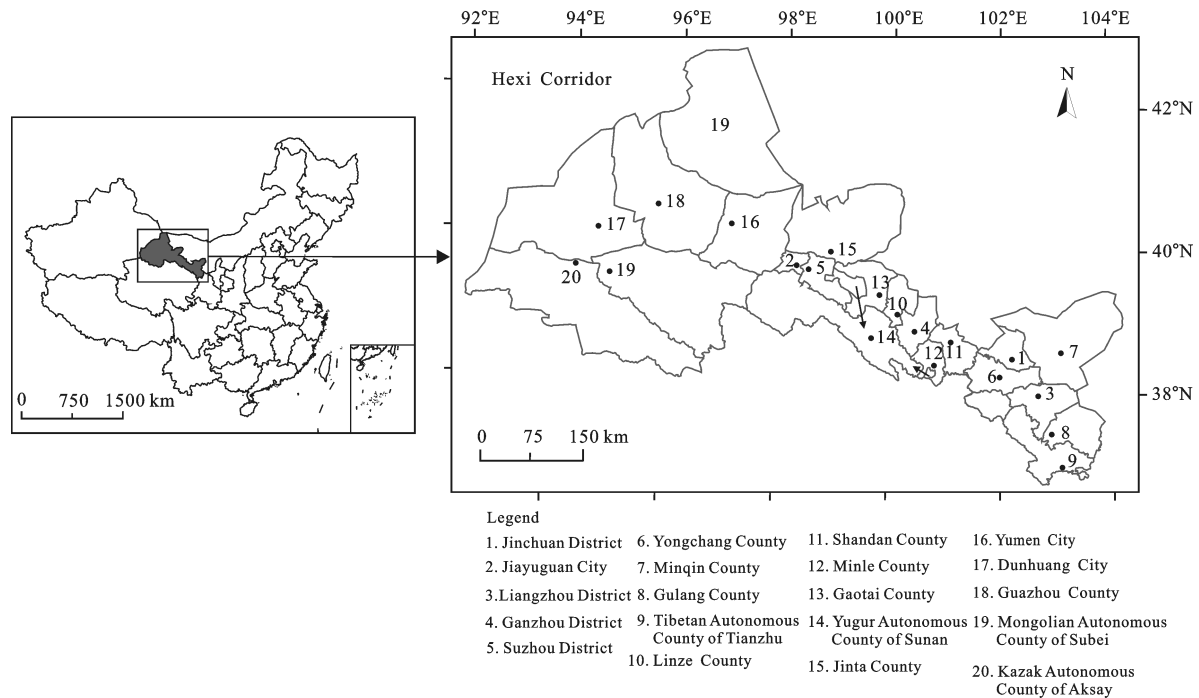 92°E 94°E 96°E 98°E 100°E 102°E 104°E
Hexi Corridor
N
42°N
40°N
38°N
19
18
17
16
15
20
19
2
5
13
10
14
4
12
11
1
7
6
3
8
9
0 750 1500 km
0 75 150 km
Legend
1. Jinchuan District
2. Jiayuguan City
3.Liangzhou District
4. Ganzhou District
5. Suzhou District
6. Yongchang County
7. Minqin County
8. Gulang County
9. Tibetan Autonomous
County of Tianzhu
10. Linze County
11. Shandan County
12. Minle County
13. Gaotai County
14. Yugur Autonomous
County of Sunan
15. Jinta County
16. Yumen City
17. Dunhuang City
18. Guazhou County
19. Mongolian Autonomous
County of Subei
20. Kazak Autonomous
County of Aksay